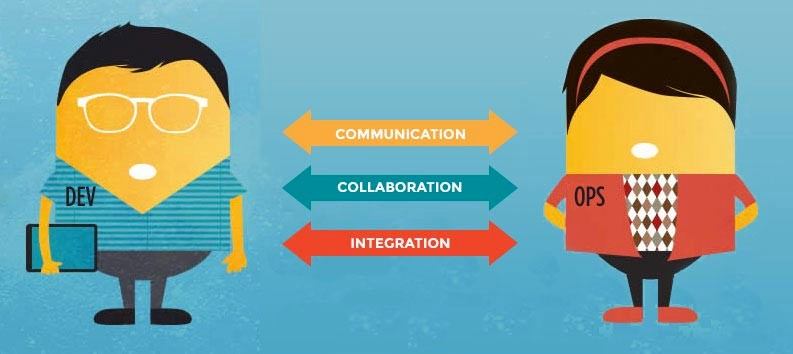 DEV
COMMUNICATION
COLLABORATION
INTEGRATION
OPS